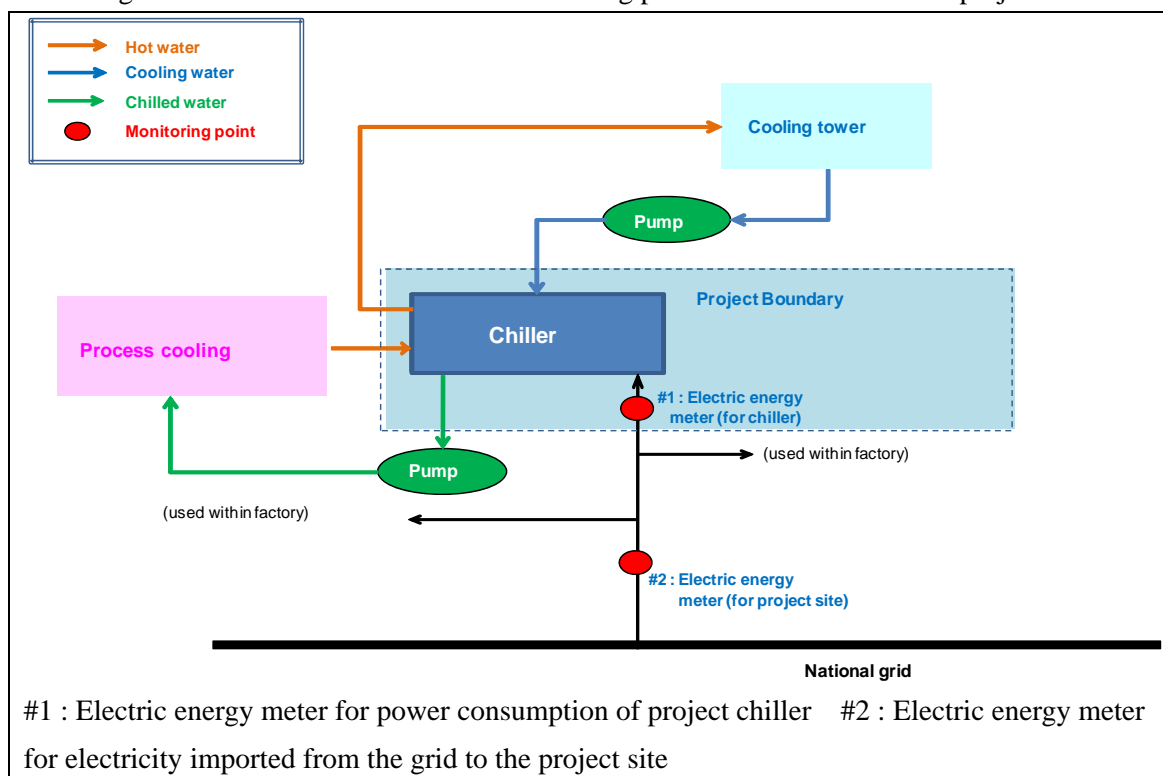 Hot water
Cooling water
Chilled water
Monitoring point
Cooling tower
Pump
Project Boundary
Chiller
Process cooling
#1 : Electric energy
meter (for chiller)
(used within factory)
Pump
(used within factory)
#2 : Electric energy
meter (for project site)
National grid
#1 : Electric energy meter for power consumption of project chiller #2 : Electric energy meter
for electricity imported from the grid to the project site